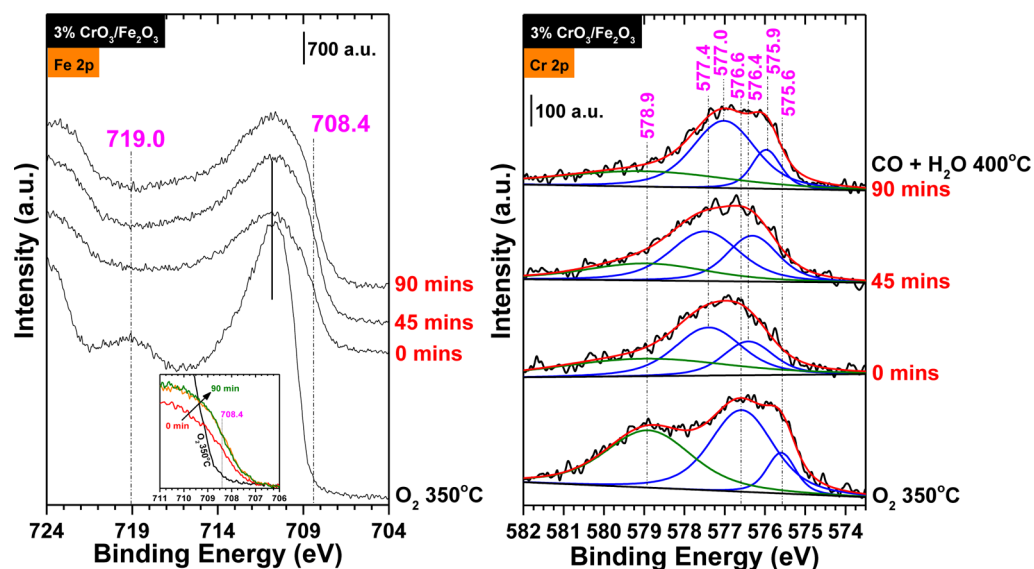 3% CrO₃/Fe₂O₃
Fe 2p
700 a.u.
719.0
708.4
90 mins
45 mins
0 mins
O₂ 350°C
90 min
708.4
0 min
O₂ 350°C
711 710 709 708 707 706
724 719 714 709 704
Binding Energy (eV)
Intensity (a.u.)
3% CrO₃/Fe₂O₃
Cr 2p
100 a.u.
578.9
577.4
577.0
576.6
576.4
575.9
575.6
CO + H₂O 400°C
90 mins
45 mins
0 mins
O₂ 350°C
582 581 580 579 578 577 576 575 574
Binding Energy (eV)
Intensity (a.u.)